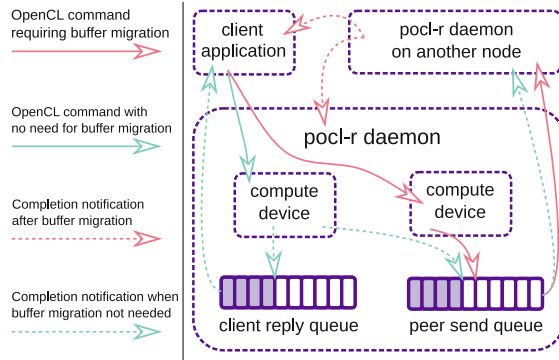 OpenCL command
requiring buffer migration
OpenCL command with
no need for buffer migration
Completion notification
after buffer migration
Completion notification when
buffer migration not needed
client
application
pocl-r daemon
on another node
pocl-r daemon
compute
device
compute
device
client reply queue
peer send queue